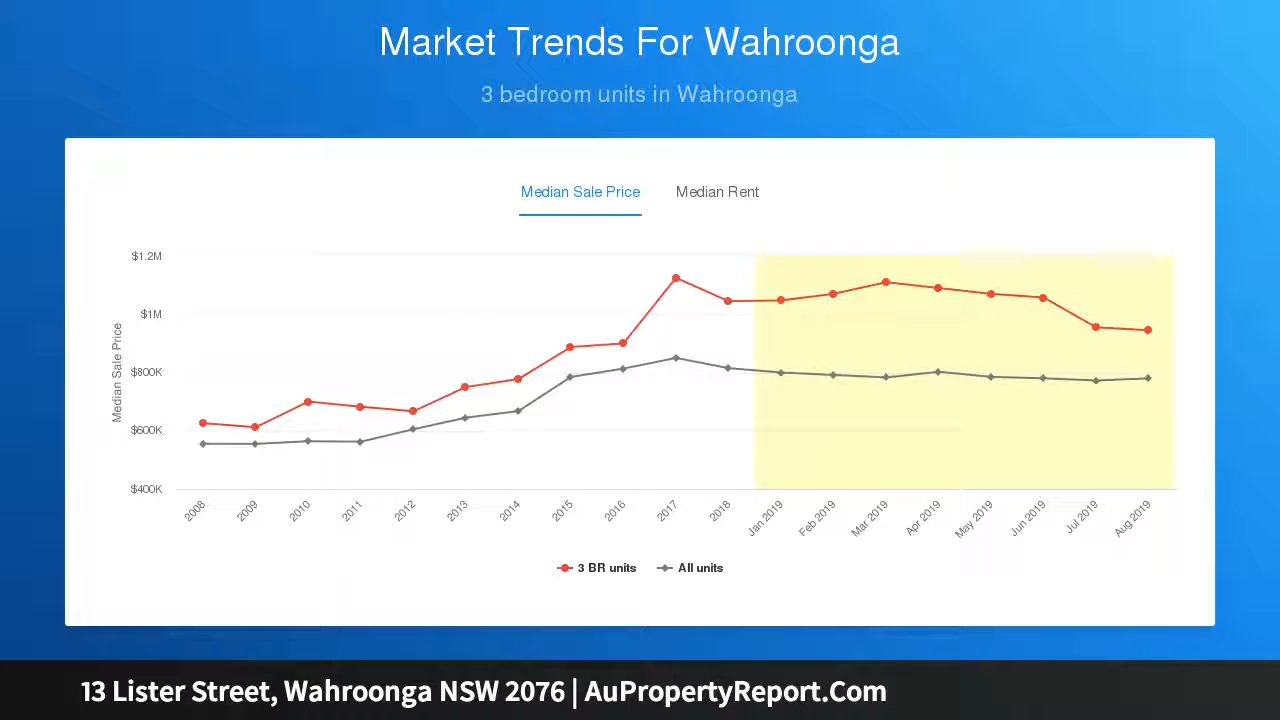 Market Trends For Wahroonga
3 bedroom units in Wahroonga
Median Sale Price
Median Rent
Median Sale Price
$1.2M
$1M
$800K
$600K
$400K
2008
2009
2010
2011
2012
2013
2014
2015
2016
2017
2018
Jan 2019
Feb 2019
Mar 2019
Apr 2019
May 2019
Jun 2019
Jul 2019
Aug 2019
3 BR units
All units
13 Lister Street, Wahroonga NSW 2076 | AuPropertyReport.Com